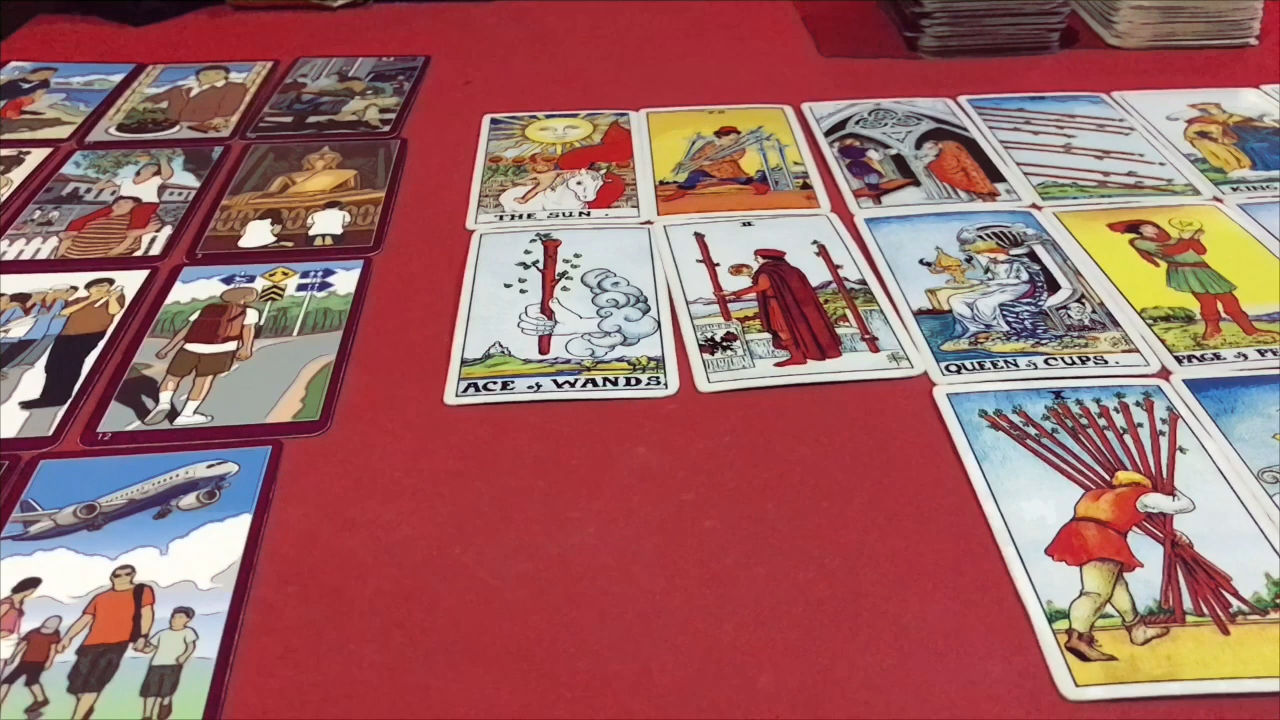 THE SUN.
KING
ACE of WANDS.
II
QUEEN of CUPS.
PAGE of PE
X
12